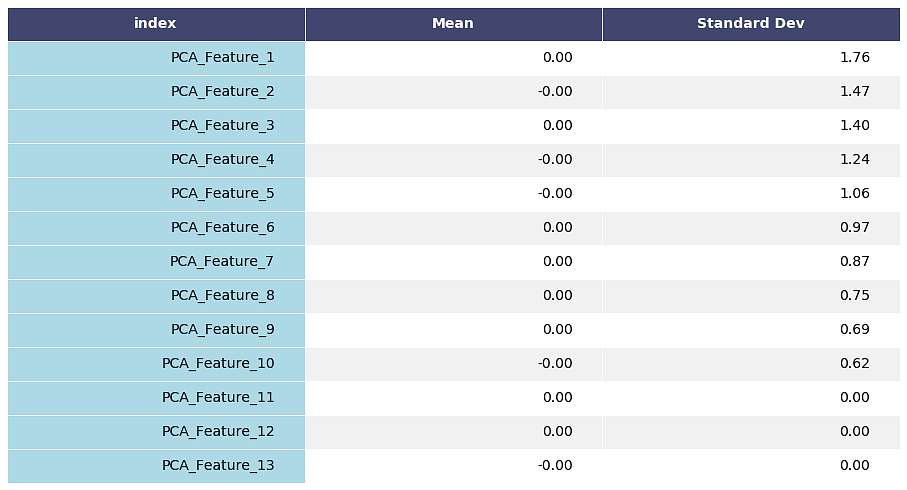 index Mean Standard Dev
PCA_Feature_1 0.00 1.76
PCA_Feature_2 -0.00 1.47
PCA_Feature_3 0.00 1.40
PCA_Feature_4 -0.00 1.24
PCA_Feature_5 -0.00 1.06
PCA_Feature_6 0.00 0.97
PCA_Feature_7 0.00 0.87
PCA_Feature_8 0.00 0.75
PCA_Feature_9 0.00 0.69
PCA_Feature_10 -0.00 0.62
PCA_Feature_11 0.00 0.00
PCA_Feature_12 0.00 0.00
PCA_Feature_13 -0.00 0.00